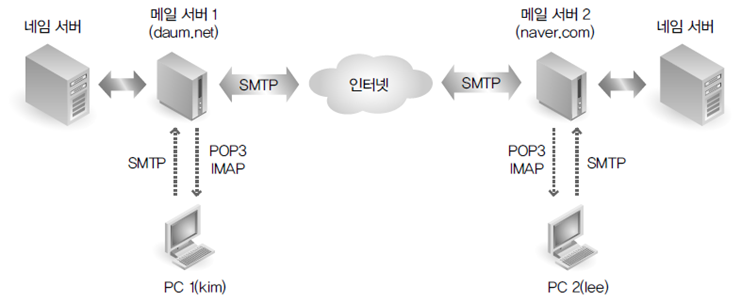 네임 서버
메일 서버 1
(daum.net)
메일 서버 2
(naver.com)
네임 서버
SMTP
인터넷
SMTP
SMTP
POP3
IMAP
POP3
IMAP
SMTP
PC 1(kim)
PC 2(lee)